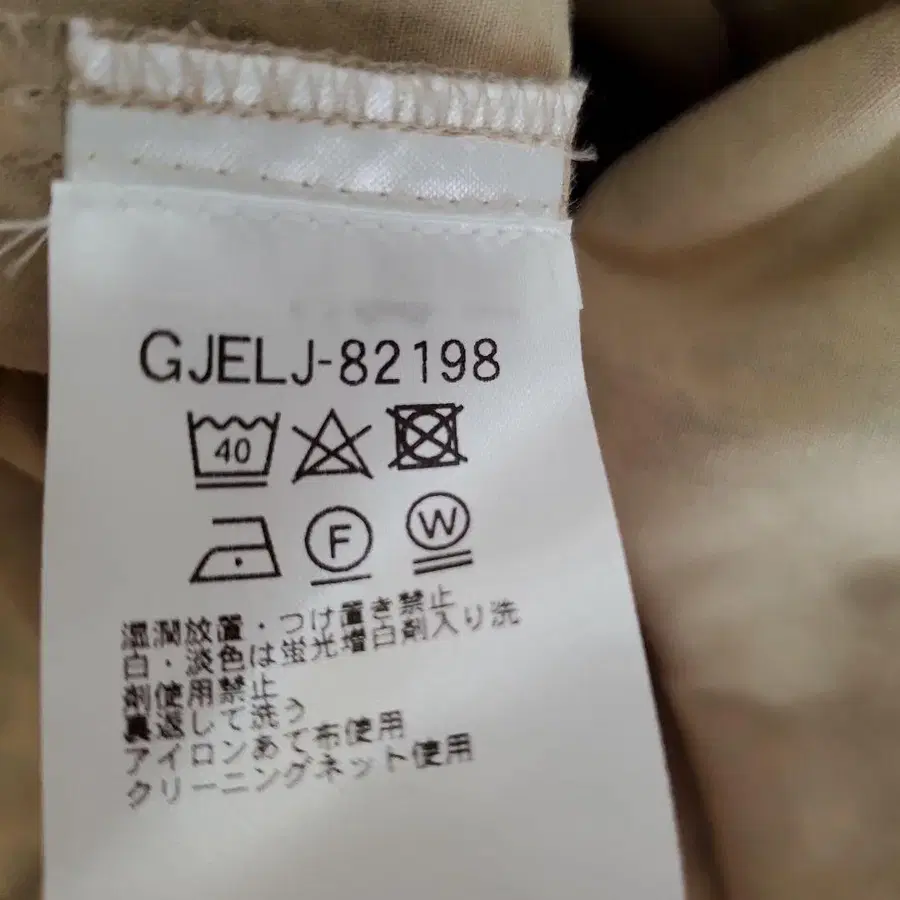 GJELJ-82198
40
F W
湿潤放置・つけ置き禁止
白・淡色は蛍光増白剤入り洗
剤使用禁止
裏返して洗う
アイロンあて布使用
クリーニングネット使用